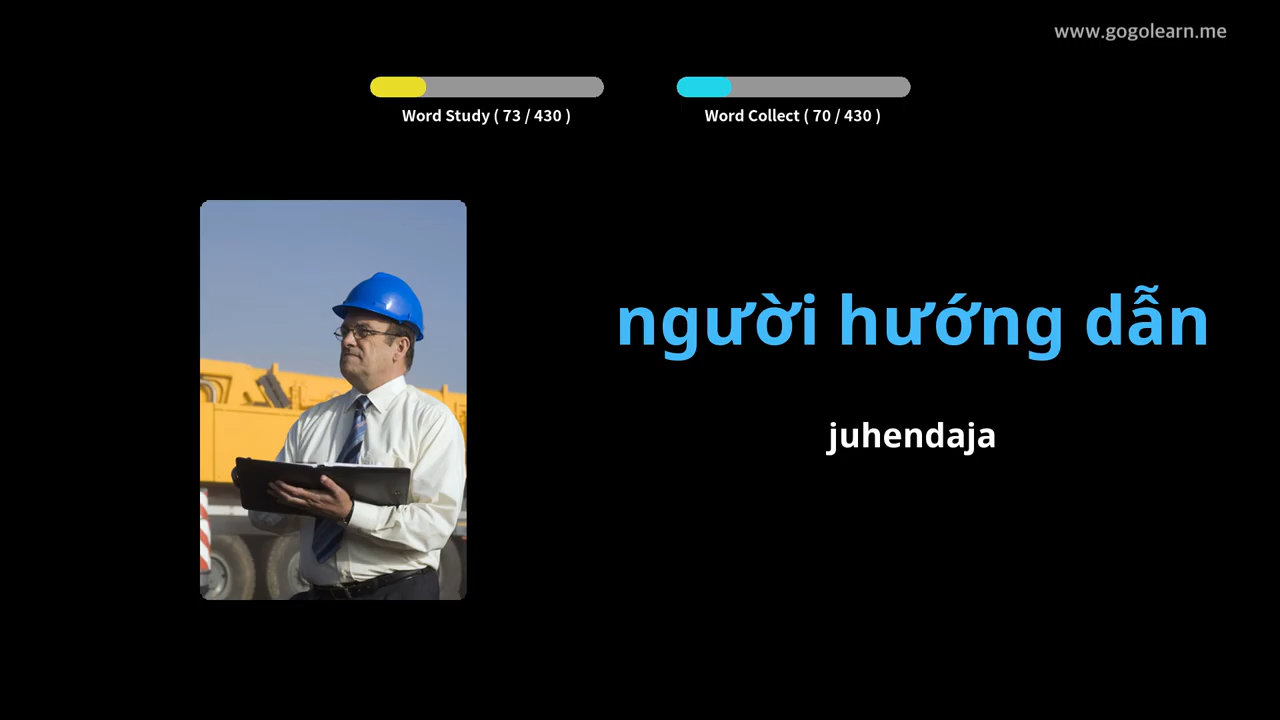 www.gogolearn.me
Word Study ( 73 / 430 )
Word Collect ( 70 / 430 )
người hướng dẫn
juhendaja